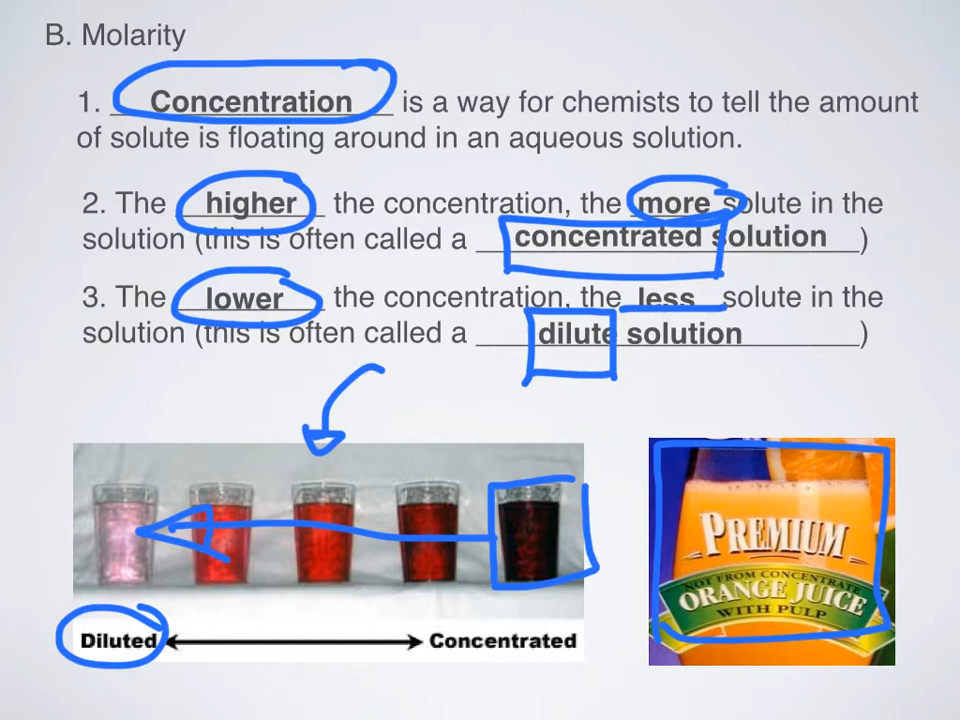 B. Molarity
1. Concentration is a way for chemists to tell the amount
of solute is floating around in an aqueous solution.
2. The higher the concentration, the more solute in the
solution (this is often called a concentrated solution)
3. The lower the concentration, the less solute in the
solution (this is often called a dilute solution)
Diluted Concentrated
PREMIUM
NOT FROM CONCENTRATE
ORANGE JUICE
WITH PULP